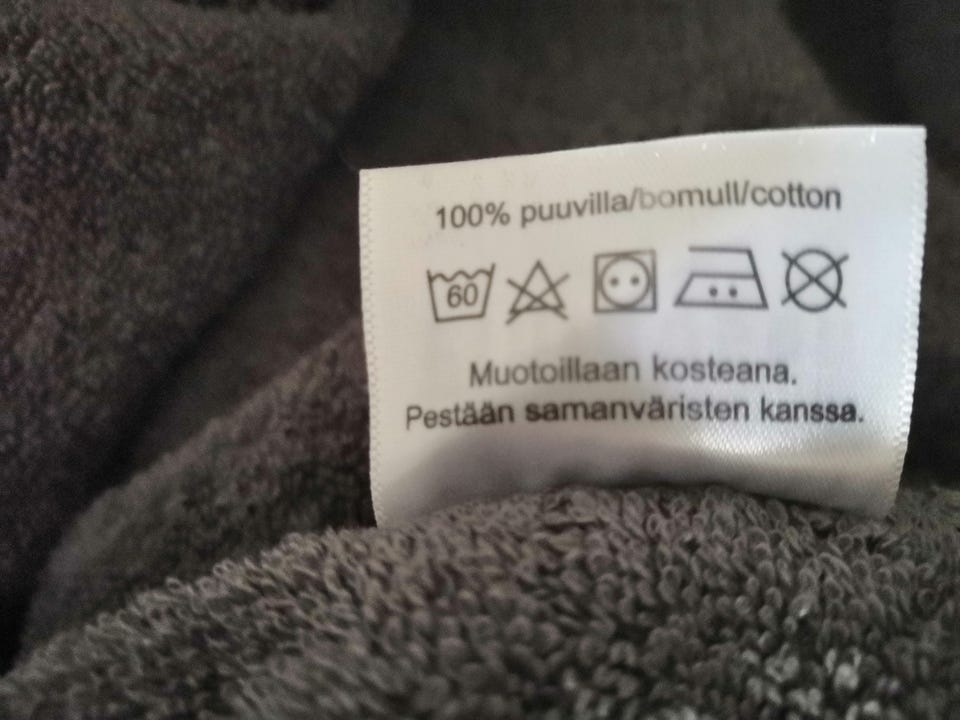 100% puuvilla/bomull/cotton
60
Muotoillaan kosteana.
Pestään samanväristen kanssa.